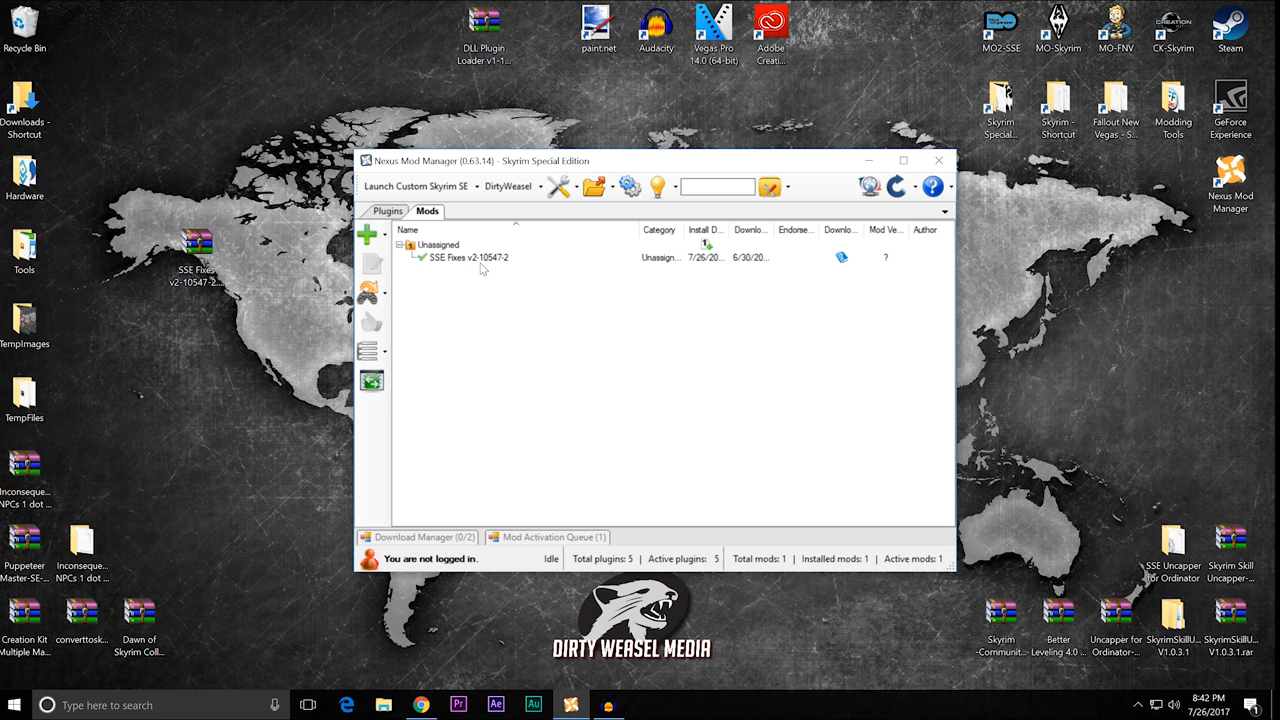 Recycle Bin
DLL Plugin
Loader v1-1...
paint.net
Audacity
Vegas Pro
14.0 (64-bit)
Adobe
Creati...
MO2-SSE
MO-Skyrim
MO-FNV
CK-Skyrim
Steam
Downloads -
Shortcut
Skyrim
Special...
Skyrim -
Shortcut
Fallout New
Vegas - S...
Modding
Tools
GeForce
Experience
Hardware
Nexus Mod
Manager
Tools
SSE Fixes
v2-10547-2...
TempImages
TempFiles
Inconseque...
NPCs 1 dot ...
Puppeteer
Master-SE-...
Inconseque...
NPCs 1 dot ...
Creation Kit
Multiple Ma...
converttosk...
Dawn of
Skyrim Coll...
Nexus Mod Manager (0.63.14) - Skyrim Special Edition
Launch Custom Skyrim SE
DirtyWeasel
Plugins
Mods
Name
Category
Install D...
Downlo...
Endorse...
Downlo...
Mod Ve...
Author
Unassigned
SSE Fixes v2-10547-2
Unassign...
7/26/20...
6/30/20...
?
Download Manager (0/2)
Mod Activation Queue (1)
You are not logged in.
Idle
Total plugins: 5 | Active plugins: 5
Total mods: 1 | Installed mods: 1 | Active mods: 1
DIRTY WEASEL MEDIA
SSE Uncapper
for Ordinator
Skyrim Skill
Uncapper-...
Skyrim
-Communit...
Better
Leveling 4.0 ...
Uncapper for
Ordinator-...
SkyrimSkillU...
V1.0.3.1
SkyrimSkillU...
V1.0.3.1.rar
Type here to search
8:42 PM
7/26/2017